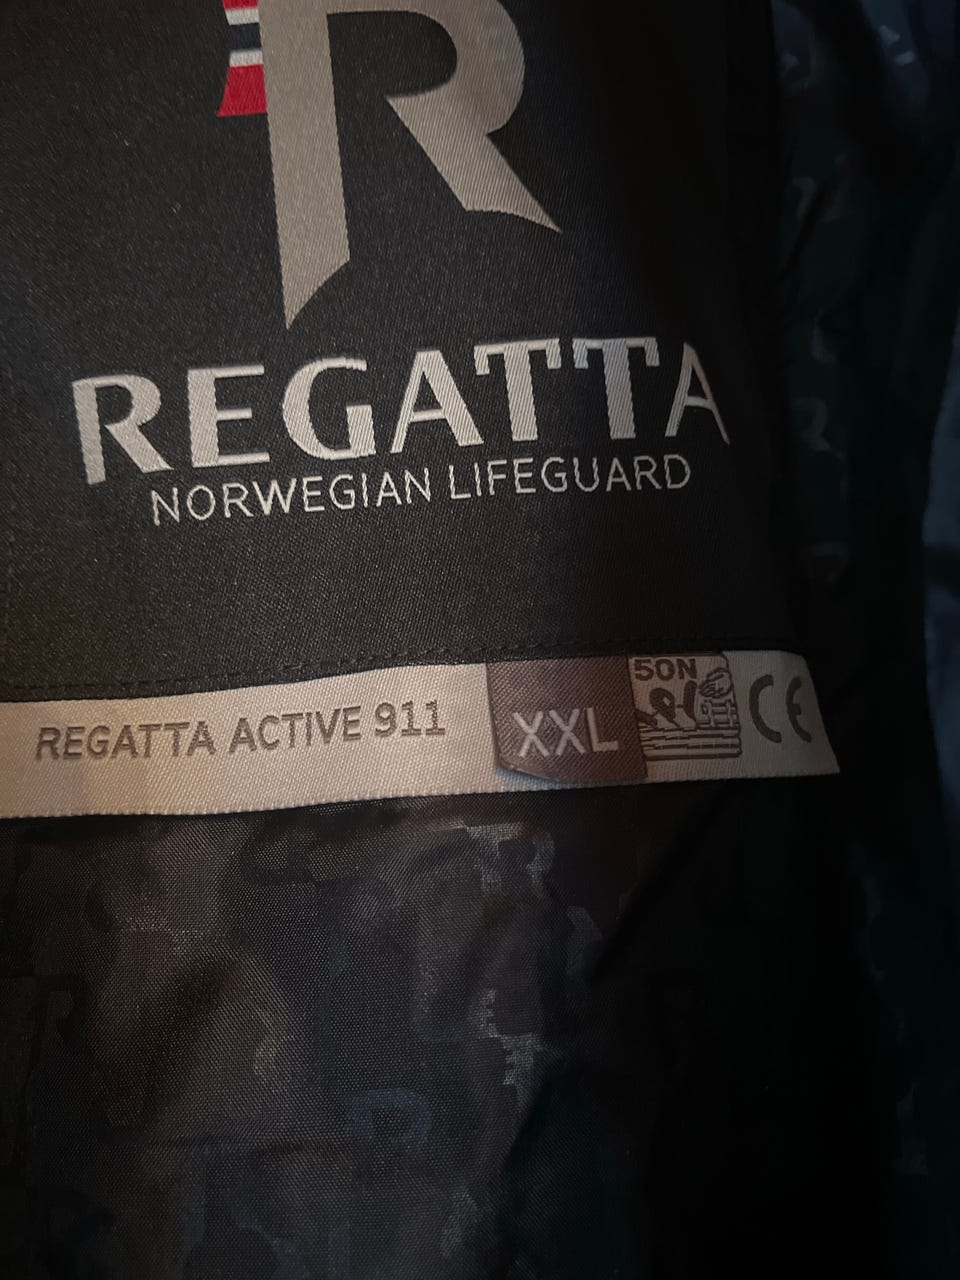 R
REGATTA
NORWEGIAN LIFEGUARD
REGATTA ACTIVE 911 XXL 50N CE